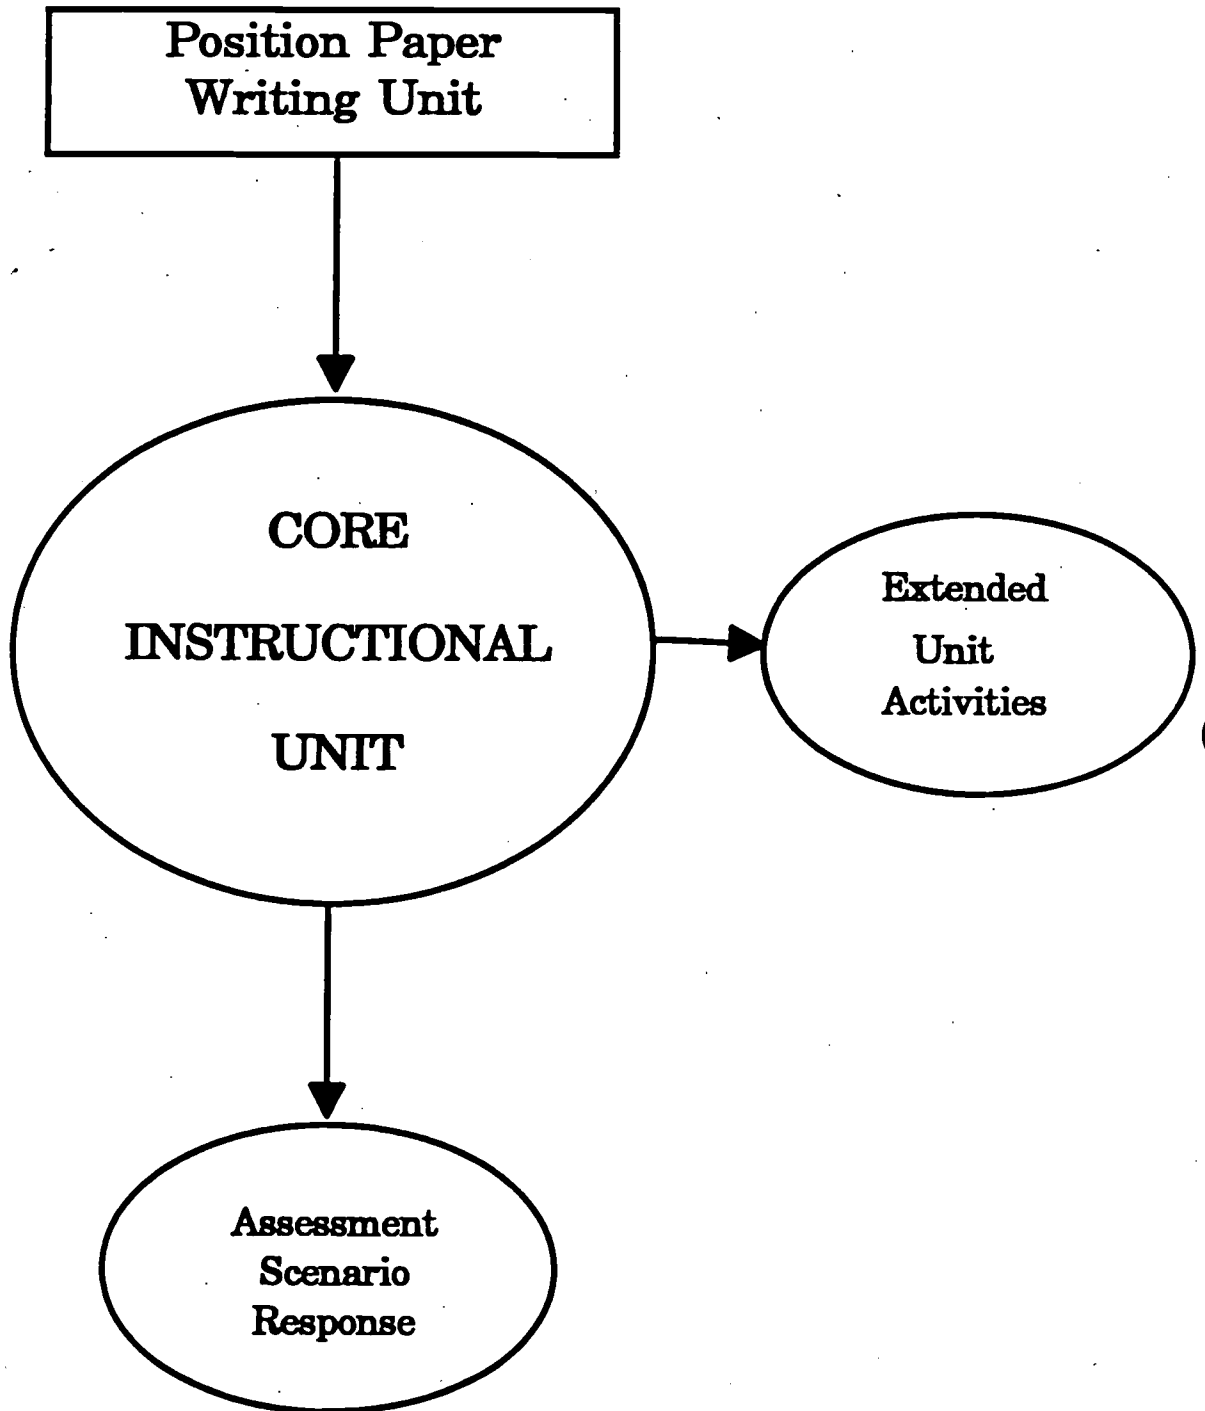 Position Paper
Writing Unit
CORE
INSTRUCTIONAL
UNIT
Extended
Unit
Activities
Assessment
Scenario
Response